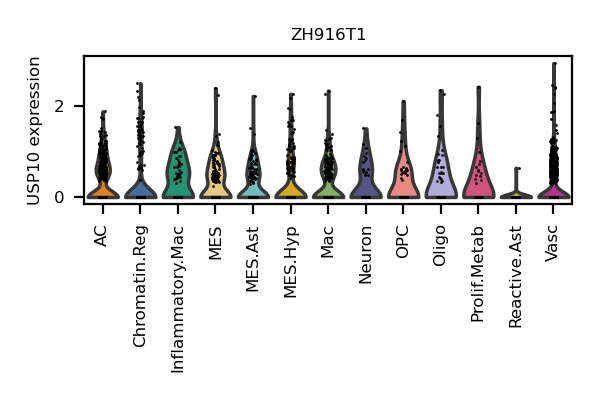 ZH916T1
USP10 expression
2
0
AC
Chromatin.Reg
Inflammatory.Mac
MES
MES.Ast
MES.Hyp
Mac
Neuron
OPC
Oligo
Prolif.Metab
Reactive.Ast
Vasc